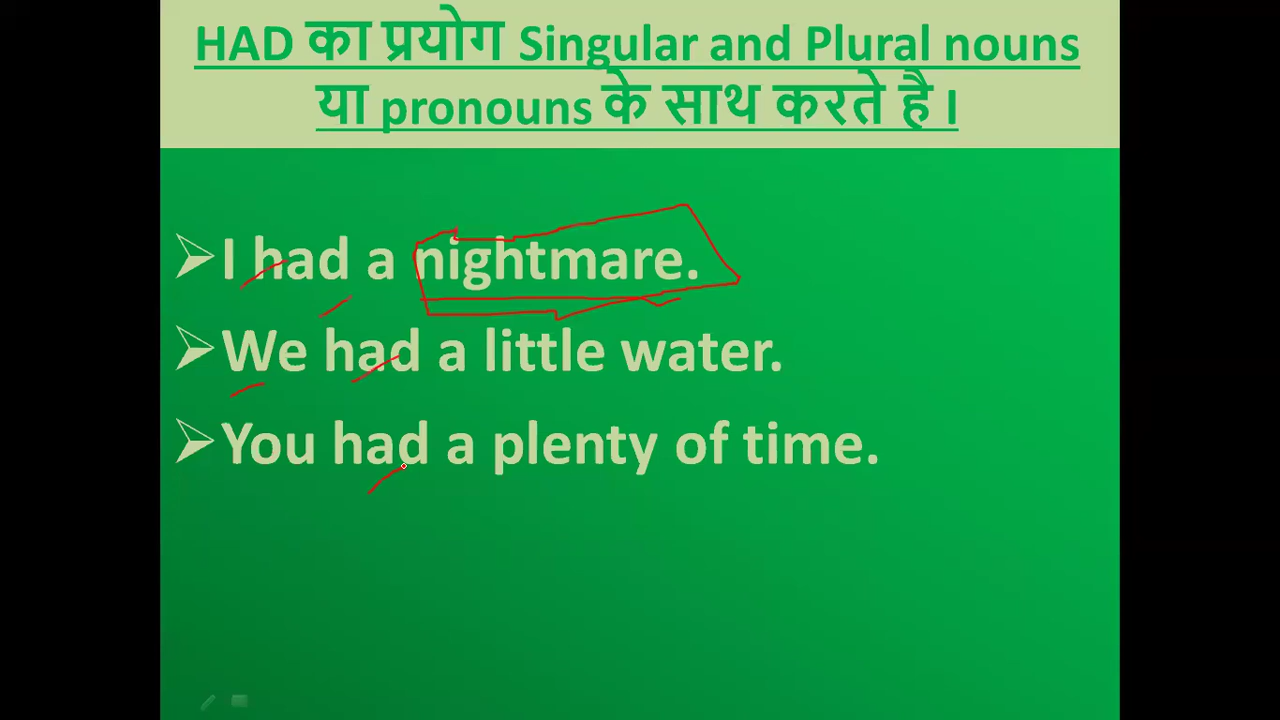 HAD का प्रयोग Singular and Plural nouns
या pronouns के साथ करते है I
I had a nightmare.
We had a little water.
You had a plenty of time.